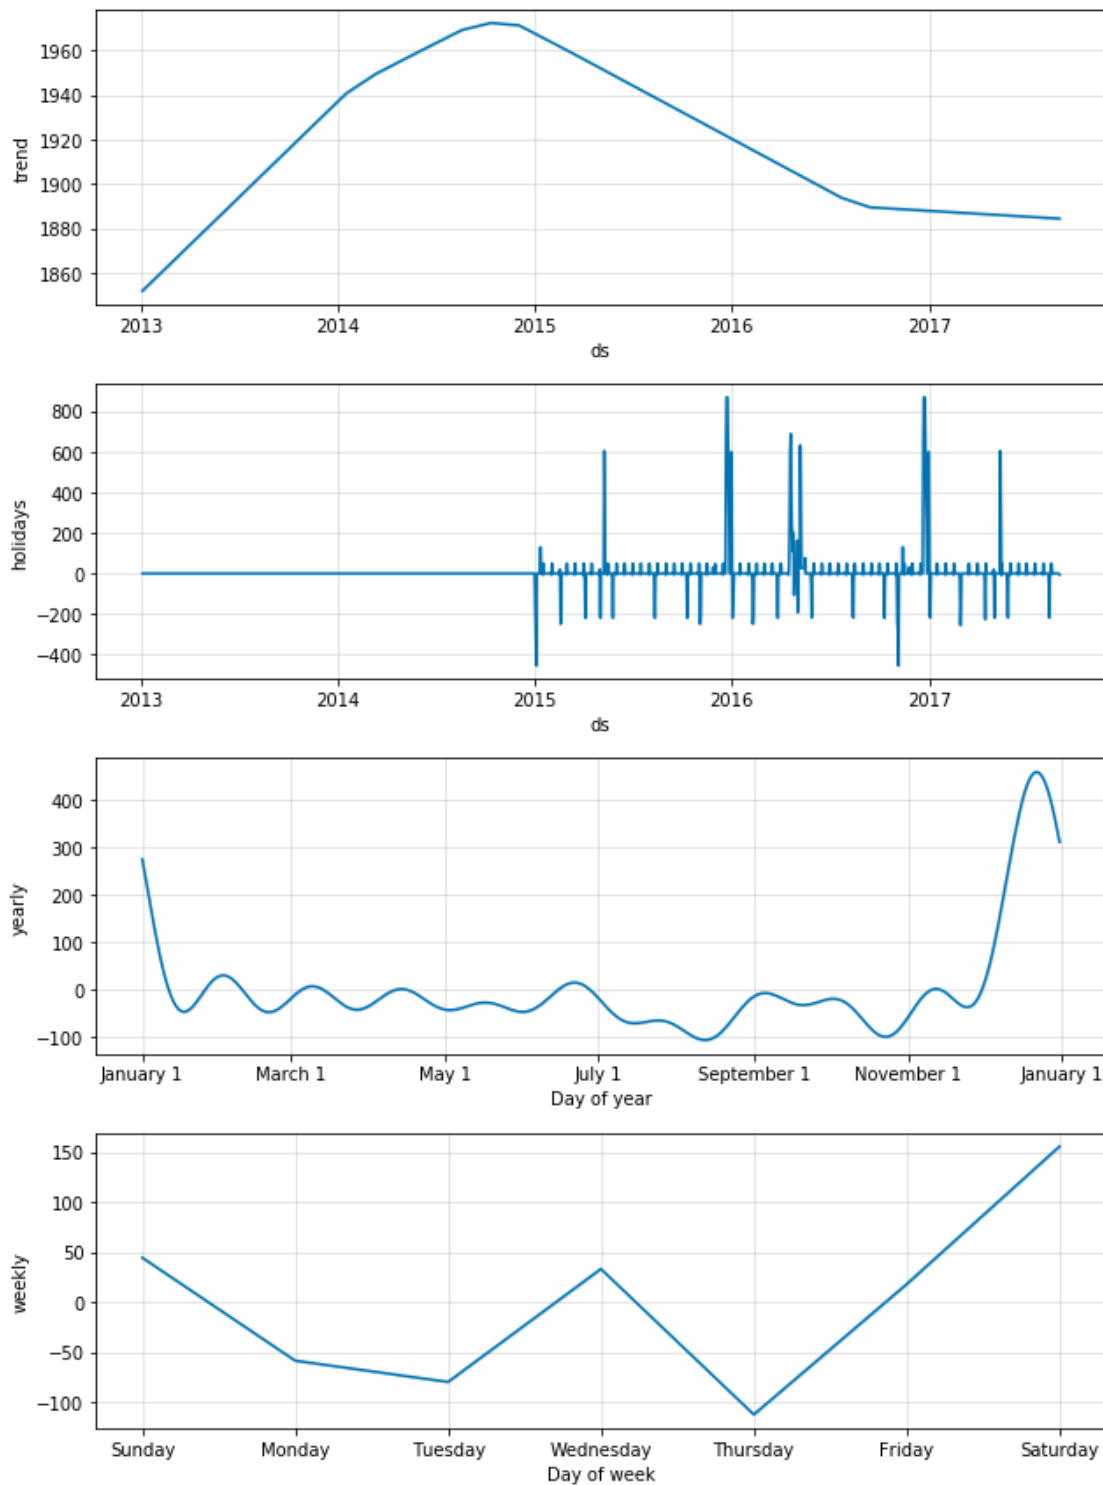 1960
1940
1920
1900
1880
1860
trend
2013 2014 2015 2016 2017
ds
800
600
400
200
0
−200
−400
holidays
2013 2014 2015 2016 2017
ds
400
300
200
100
0
−100
yearly
January 1 March 1 May 1 July 1 September 1 November 1 January 1
Day of year
150
100
50
0
−50
−100
weekly
Sunday Monday Tuesday Wednesday Thursday Friday Saturday
Day of week